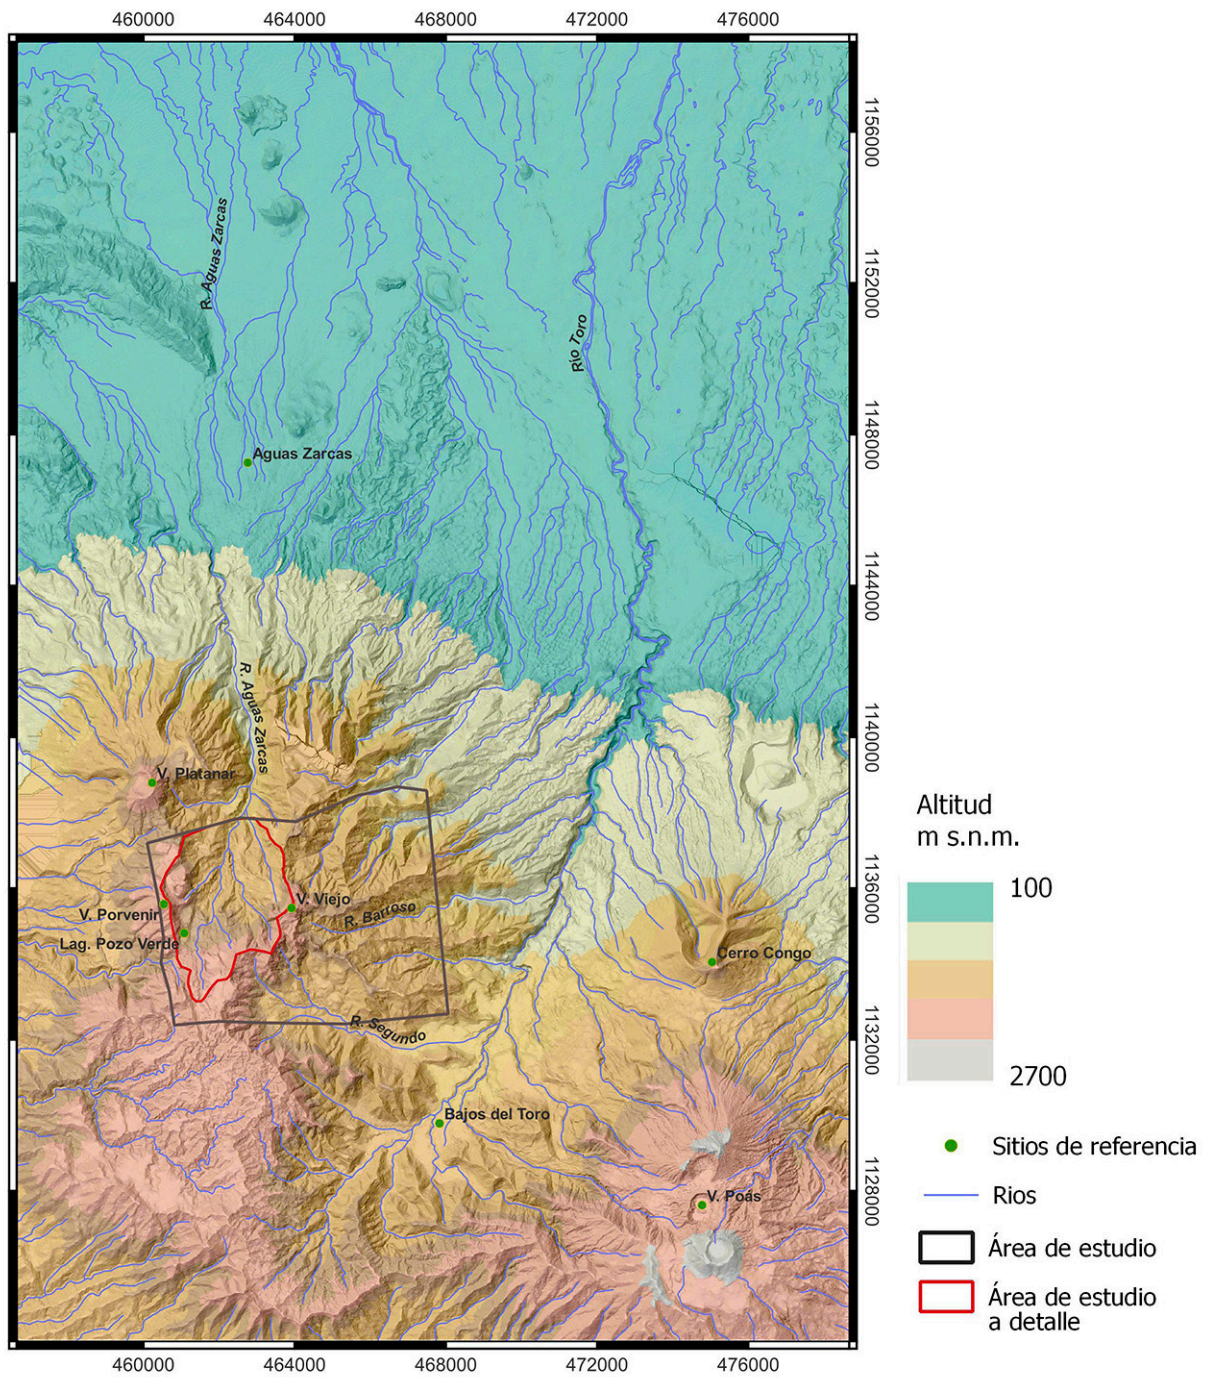 460000 464000 468000 472000 476000
1156000
R. Aguas Zarcas
1152000
Río Toro
1148000
Aguas Zarcas
1144000
R. Aguas Zarcas
1140000
V. Platanar
1136000
V. Viejo
V. Porvenir
R. Barroso
Lag. Pozo Verde
Cerro Congo
1132000
R. Segundo
Bajos del Toro
1128000
V. Poás
460000 464000 468000 472000 476000
Altitud
m s.n.m.
100
2700
Sitios de referencia
Rios
Área de estudio
Área de estudio
a detalle